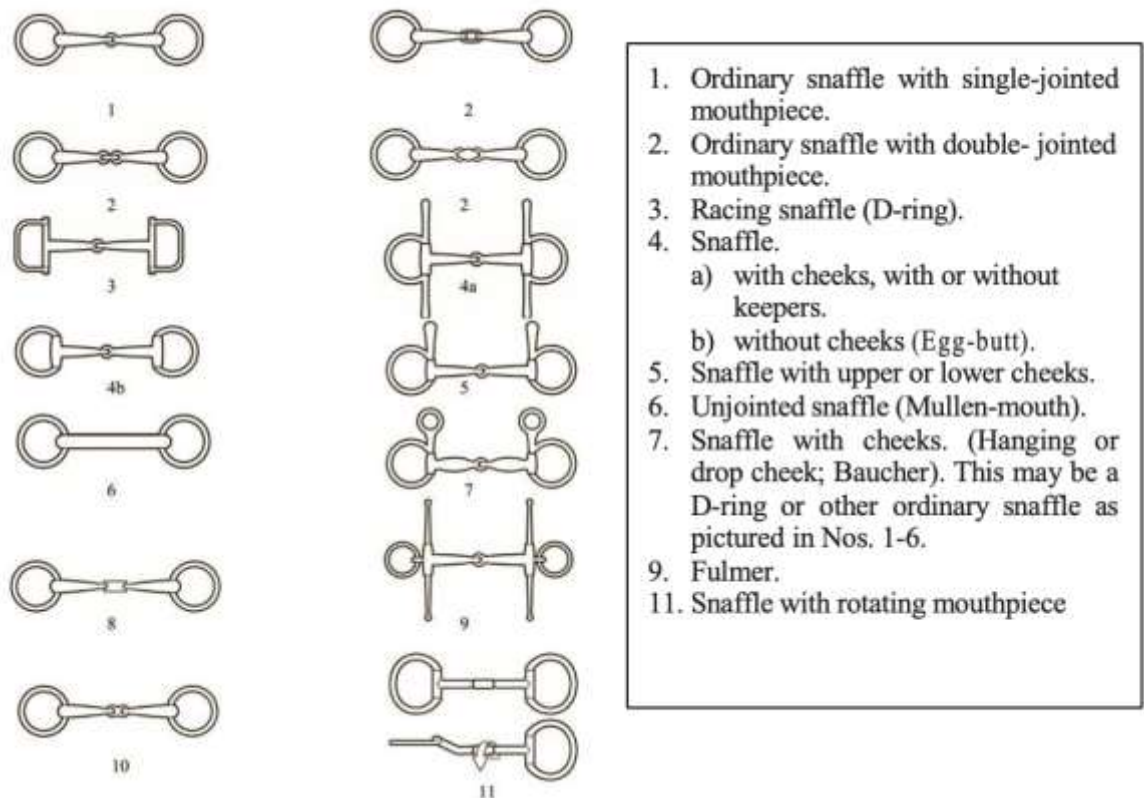 1
2
2
2
3
4a
4b
5
6
7
8
9
10
11
1. Ordinary snaffle with single-jointed
mouthpiece.
2. Ordinary snaffle with double- jointed
mouthpiece.
3. Racing snaffle (D-ring).
4. Snaffle.
a) with cheeks, with or without
keepers.
b) without cheeks (Egg-butt).
5. Snaffle with upper or lower cheeks.
6. Unjointed snaffle (Mullen-mouth).
7. Snaffle with cheeks. (Hanging or
drop cheek; Baucher). This may be a
D-ring or other ordinary snaffle as
pictured in Nos. 1-6.
9. Fulmer.
11. Snaffle with rotating mouthpiece